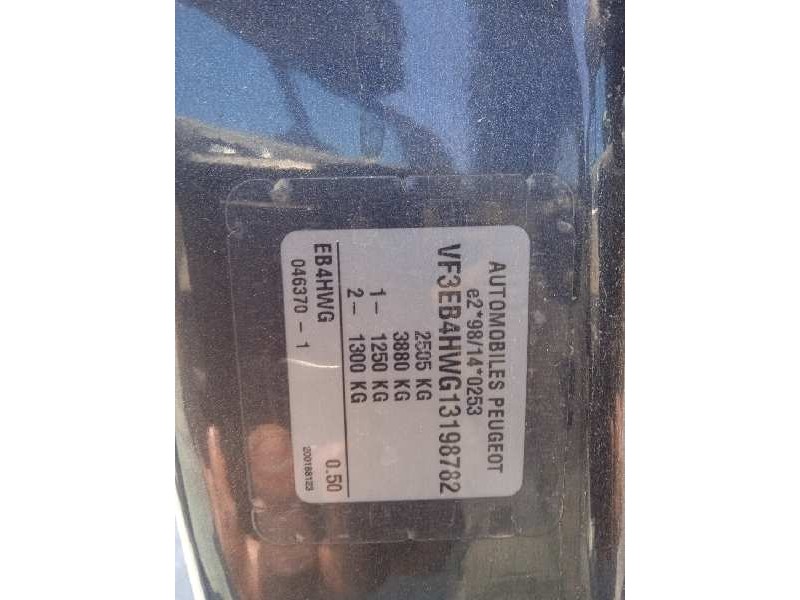 AUTOMOBILES PEUGEOT
e2*98/14*0253
VF3EB4HWG13198782
2505 KG
3880 KG
1- 1250 KG
2- 1300 KG
EB4HWG 0.50
046370-1 200168123